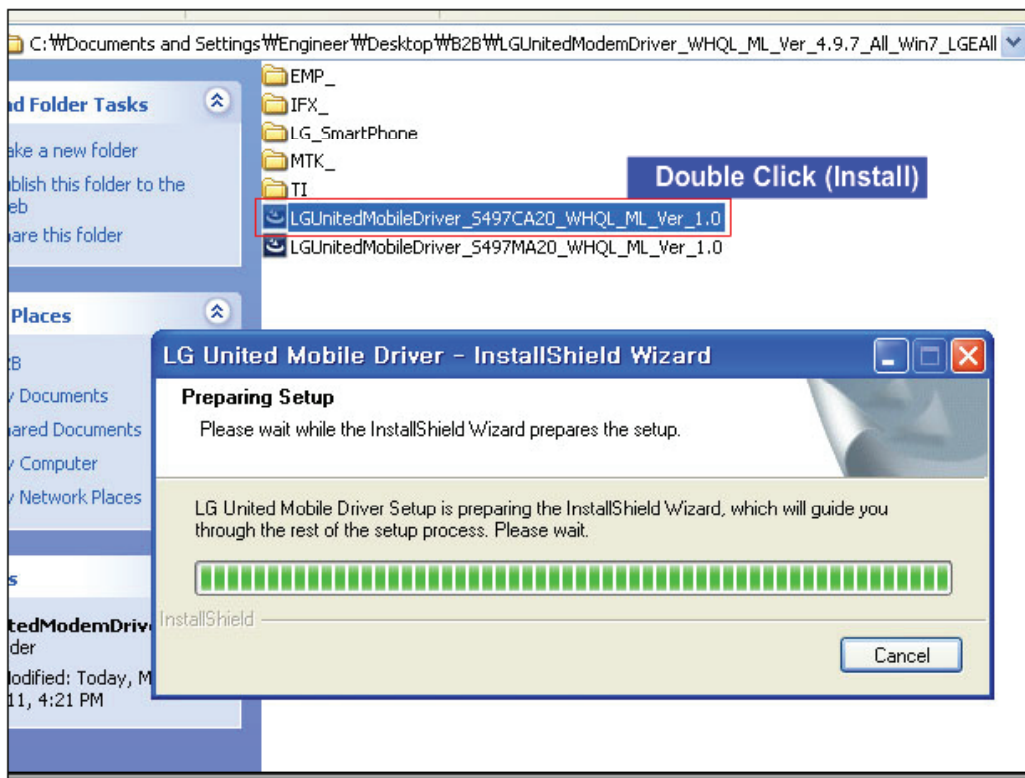 C:₩Documents and Settings₩Engineer₩Desktop₩B2B₩LGUnitedModemDriver_WHQL_ML_Ver_4.9.7_All_Win7_LGEAll
nd Folder Tasks
ake a new folder
ublish this folder to the
eb
are this folder
EMP_
IFX_
LG_SmartPhone
MTK_
TI
Double Click (Install)
LGUnitedMobileDriver_S497CA20_WHQL_ML_Ver_1.0
LGUnitedMobileDriver_S497MA20_WHQL_ML_Ver_1.0
Places
2B
y Documents
ared Documents
y Computer
y Network Places
s
tedModemDriv
der
odified: Today, M
11, 4:21 PM
LG United Mobile Driver - InstallShield Wizard
Preparing Setup
Please wait while the InstallShield Wizard prepares the setup.
LG United Mobile Driver Setup is preparing the InstallShield Wizard, which will guide you
through the rest of the setup process. Please wait.
InstallShield
Cancel